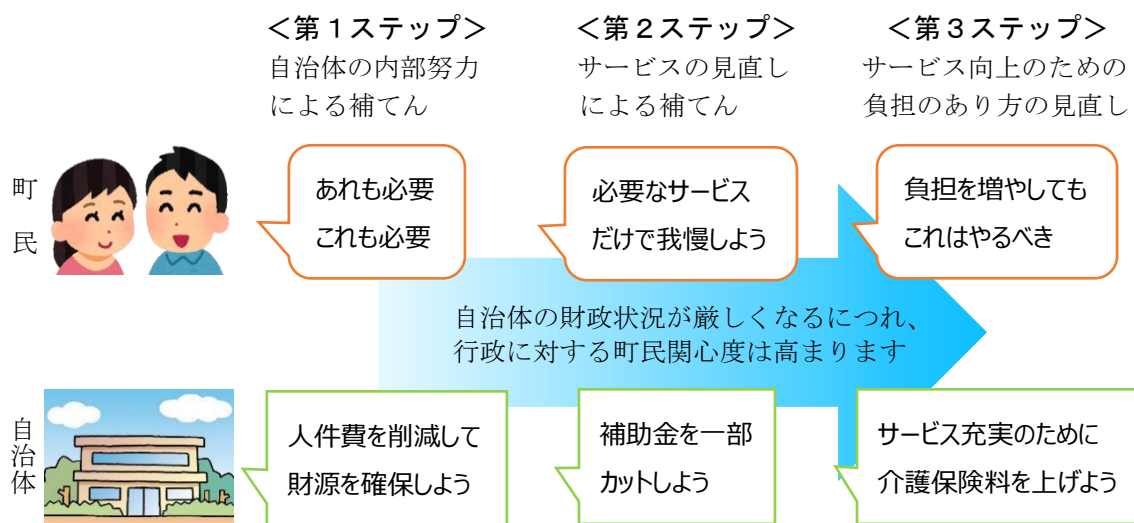 <第1ステップ>
自治体の内部努力
による補てん
<第2ステップ>
サービスの見直し
による補てん
<第3ステップ>
サービス向上のための
負担のあり方の見直し
町民
あれも必要
これも必要
必要なサービス
だけで我慢しよう
負担を増やしても
これはやるべき
自治体の財政状況が厳しくなるにつれ、
行政に対する町民関心度は高まります
自治体
人件費を削減して
財源を確保しよう
補助金を一部
カットしよう
サービス充実のために
介護保険料を上げよう